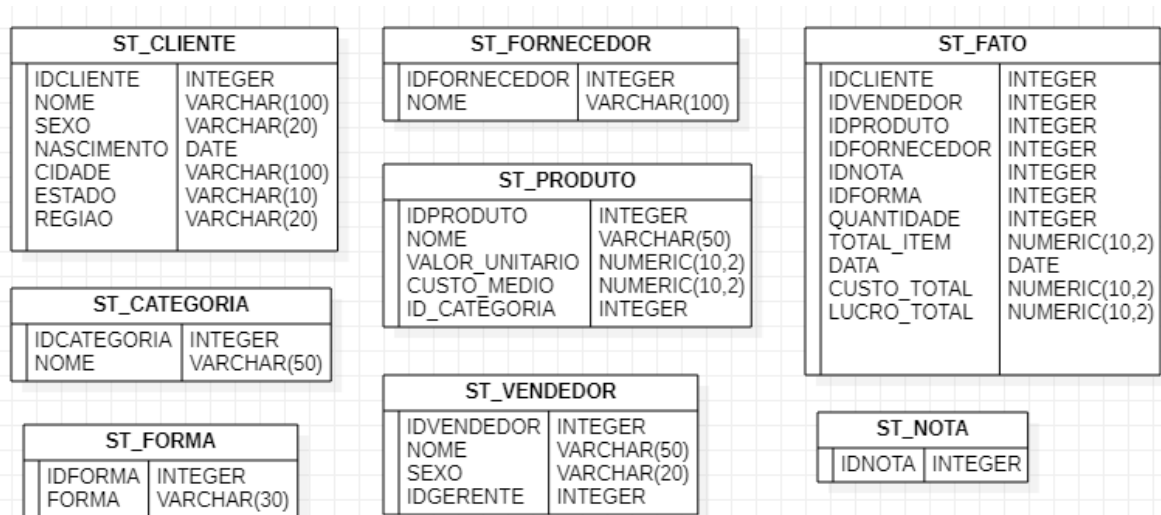 ST_CLIENTE
IDCLIENTE INTEGER
NOME VARCHAR(100)
SEXO VARCHAR(20)
NASCIMENTO DATE
CIDADE VARCHAR(100)
ESTADO VARCHAR(10)
REGIAO VARCHAR(20)
ST_CATEGORIA
IDCATEGORIA INTEGER
NOME VARCHAR(50)
ST_FORMA
IDFORMA INTEGER
FORMA VARCHAR(30)
ST_FORNECEDOR
IDFORNECEDOR INTEGER
NOME VARCHAR(100)
ST_PRODUTO
IDPRODUTO INTEGER
NOME VARCHAR(50)
VALOR_UNITARIO NUMERIC(10,2)
CUSTO_MEDIO NUMERIC(10,2)
ID_CATEGORIA INTEGER
ST_VENDEDOR
IDVENDEDOR INTEGER
NOME VARCHAR(50)
SEXO VARCHAR(20)
IDGERENTE INTEGER
ST_FATO
IDCLIENTE INTEGER
IDVENDEDOR INTEGER
IDPRODUTO INTEGER
IDFORNECEDOR INTEGER
IDNOTA INTEGER
IDFORMA INTEGER
QUANTIDADE INTEGER
TOTAL_ITEM NUMERIC(10,2)
DATA DATE
CUSTO_TOTAL NUMERIC(10,2)
LUCRO_TOTAL NUMERIC(10,2)
ST_NOTA
IDNOTA INTEGER